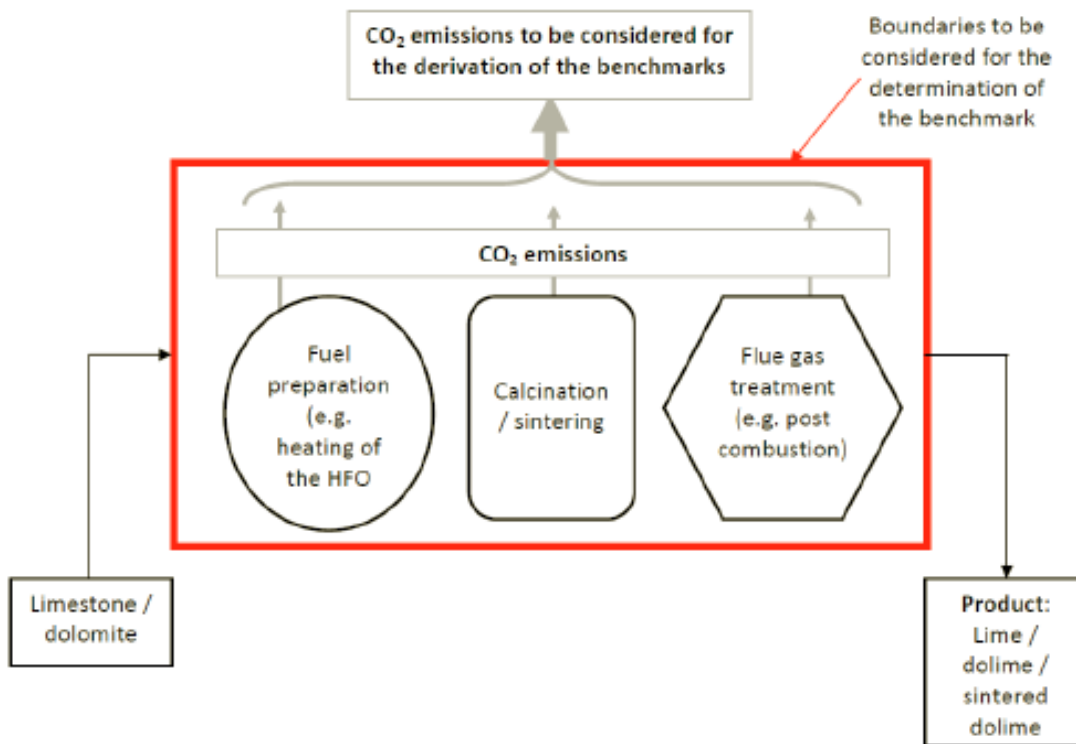 CO₂ emissions to be considered for
the derivation of the benchmarks
Boundaries to be
considered for the
determination of
the benchmark
CO₂ emissions
Fuel
preparation
(e.g.
heating of
the HFO
Calcination
/ sintering
Flue gas
treatment
(e.g. post
combustion)
Limestone /
dolomite
Product:
Lime /
dolime /
sintered
dolime